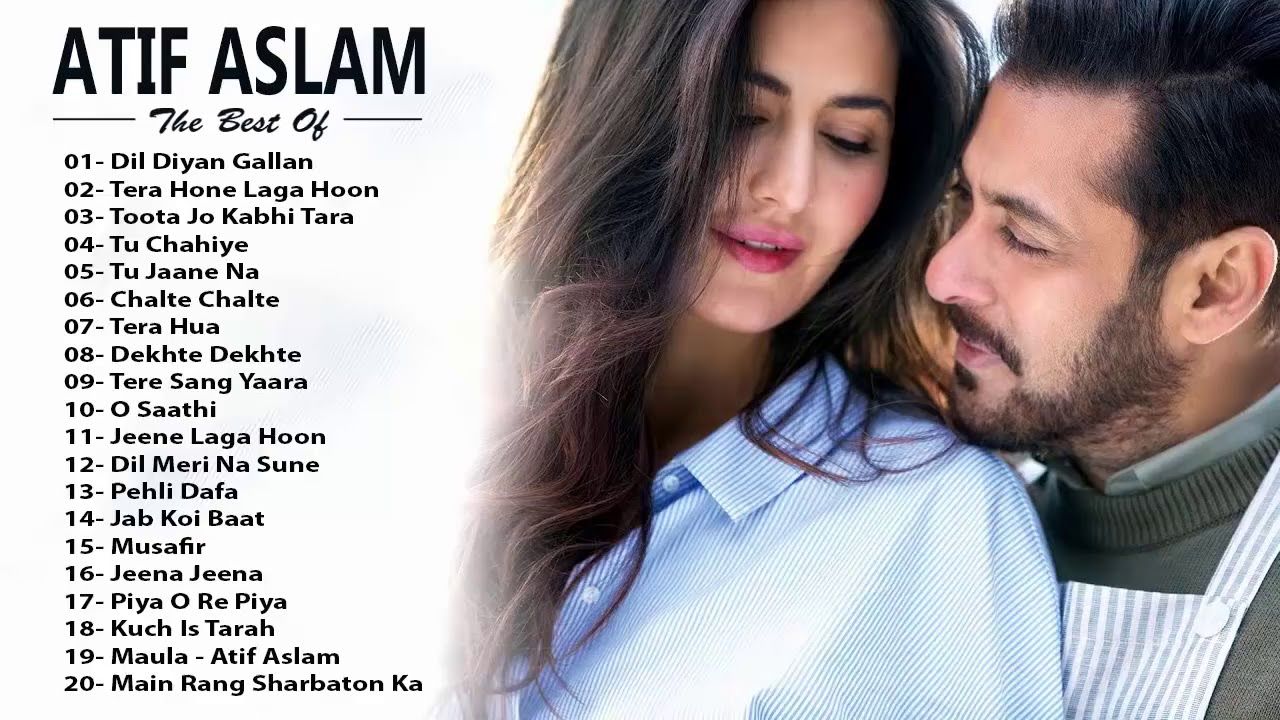 ATIF ASLAM
The Best Of
01- Dil Diyan Gallan
02- Tera Hone Laga Hoon
03- Toota Jo Kabhi Tara
04- Tu Chahiye
05- Tu Jaane Na
06- Chalte Chalte
07- Tera Hua
08- Dekhte Dekhte
09- Tere Sang Yaara
10- O Saathi
11- Jeene Laga Hoon
12- Dil Meri Na Sune
13- Pehli Dafa
14- Jab Koi Baat
15- Musafir
16- Jeena Jeena
17- Piya O Re Piya
18- Kuch Is Tarah
19- Maula - Atif Aslam
20- Main Rang Sharbaton Ka